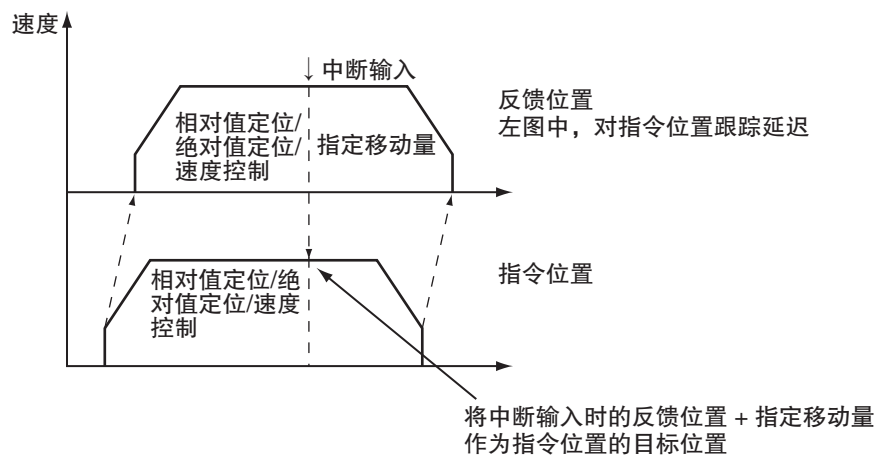 速度
↓中断输入
相对值定位/
绝对值定位/
速度控制
指定移动量
反馈位置
左图中，对指令位置跟踪延迟
相对值定位/绝
对值定位/速度
控制
指令位置
将中断输入时的反馈位置 + 指定移动量
作为指令位置的目标位置